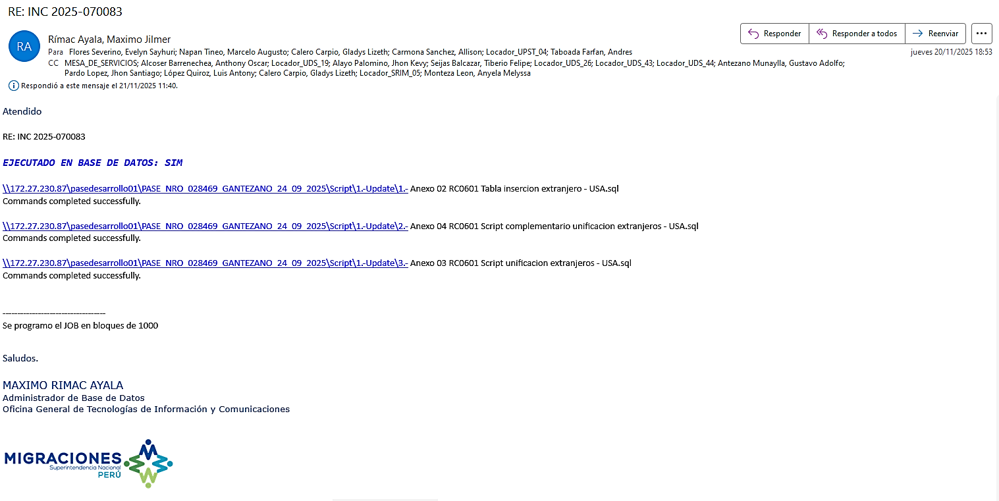 RE: INC 2025-070083
RA
Rímac Ayala, Maximo Jilmer
Responder
Responder a todos
Reenviar
Para Flores Severino, Evelyn Sayhuri; Napan Tineo, Marcelo Augusto; Calero Carpio, Gladys Lizeth; Carmona Sanchez, Allison; Locador_UPST_04; Taboada Farfan, Andres
jueves 20/11/2025 18:53
CC MESA_DE_SERVICIOS; Alcoser Barrenechea, Anthony Oscar; Locador_UDS_19; Alayo Palomino, Jhon Kevy; Seijas Balcazar, Tiberio Felipe; Locador_UDS_26; Locador_UDS_43; Locador_UDS_44; Antezano Munaylla, Gustavo Adolfo;
Pardo Lopez, Jhon Santiago; López Quiroz, Luis Antony; Calero Carpio, Gladys Lizeth; Locador_SRIM_05; Monteza Leon, Anyela Melyssa
Respondió a este mensaje el 21/11/2025 11:40.
Atendido
RE: INC 2025-070083
EJECUTADO EN BASE DE DATOS: SIM
\\172.27.230.87\pasedesarrollo01\PASE_NRO_028469_GANTEZANO_24_09_2025\Script\1.-Update\1.- Anexo 02 RC0601 Tabla insercion extranjero - USA.sql
Commands completed successfully.
\\172.27.230.87\pasedesarrollo01\PASE_NRO_028469_GANTEZANO_24_09_2025\Script\1.-Update\2.- Anexo 04 RC0601 Script complementario unificacion extranjeros - USA.sql
Commands completed successfully.
\\172.27.230.87\pasedesarrollo01\PASE_NRO_028469_GANTEZANO_24_09_2025\Script\1.-Update\3.- Anexo 03 RC0601 Script unificacion extranjeros - USA.sql
Commands completed successfully.
-----------------------------------
Se programo el JOB en bloques de 1000
Saludos.
MAXIMO RIMAC AYALA
Administrador de Base de Datos
Oficina General de Tecnologías de Información y Comunicaciones
MIGRACIONES
Superintendencia Nacional
PERÚ